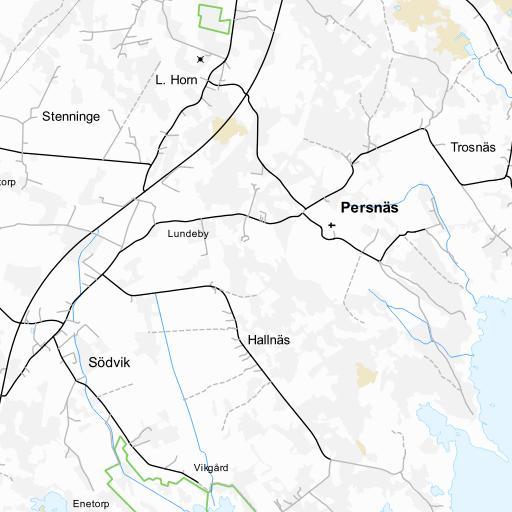 L. Horn
Stenninge
Trosnäs
torp
Persnäs
Lundeby
Hallnäs
Södvik
Vikgård
Enetorp